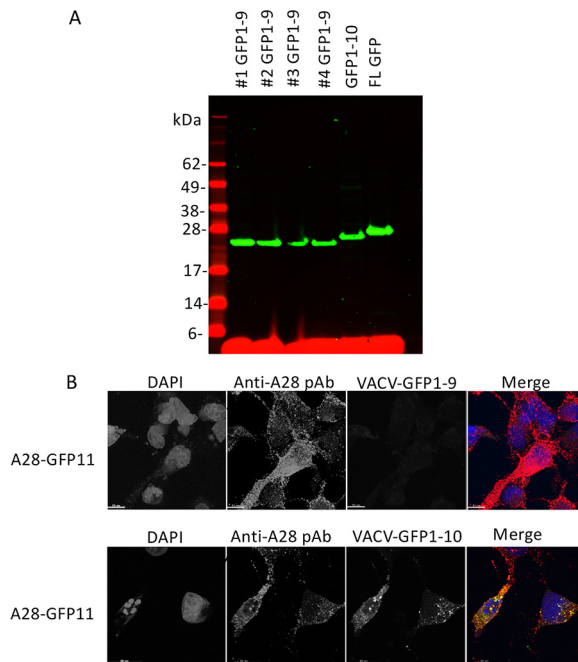 A
#1 GFP1-9
#2 GFP1-9
#3 GFP1-9
#4 GFP1-9
GFP1-10
FL GFP
kDa
62-
49-
38-
28-
17-
14-
6-
B
DAPI Anti-A28 pAb VACV-GFP1-9 Merge
A28-GFP11
DAPI Anti-A28 pAb VACV-GFP1-10 Merge
A28-GFP11